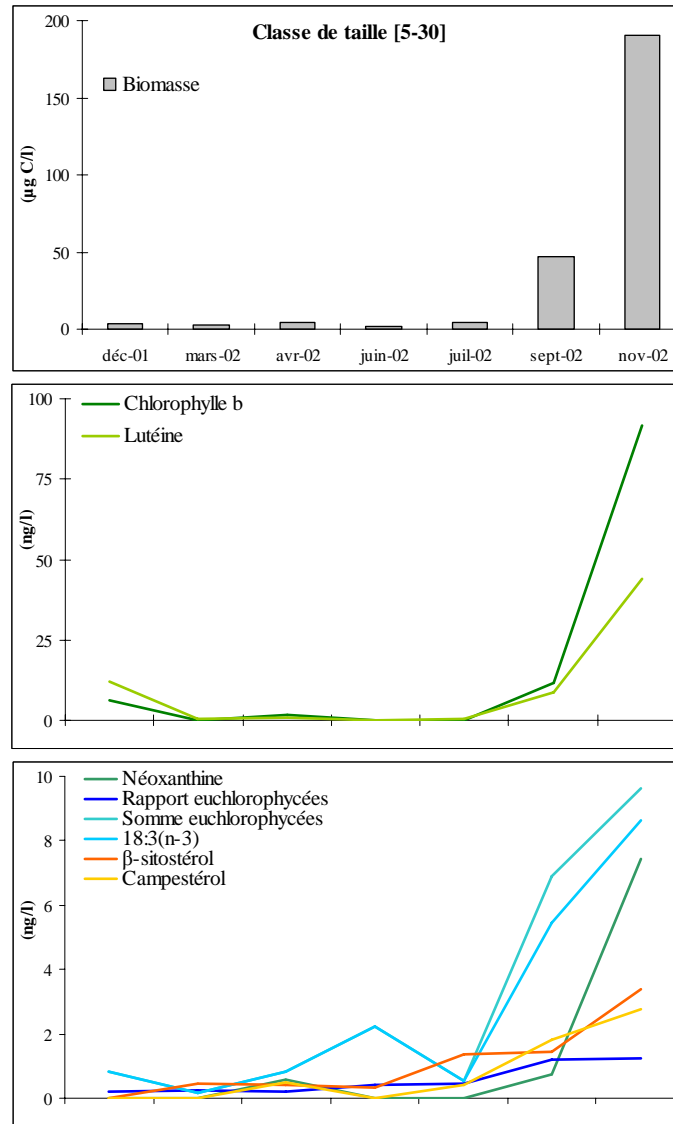 Classe de taille [5-30]
200
150
100
50
0
(µg C/l)
Biomasse
déc-01 mars-02 avr-02 juin-02 juil-02 sept-02 nov-02
100
75
50
25
0
(ng/l)
Chlorophylle b
Lutéine
10
8
6
4
2
0
(ng/l)
Néoxanthine
Rapport euchlorophycées
Somme euchlorophycées
18:3(n-3)
β-sitostérol
Campestérol